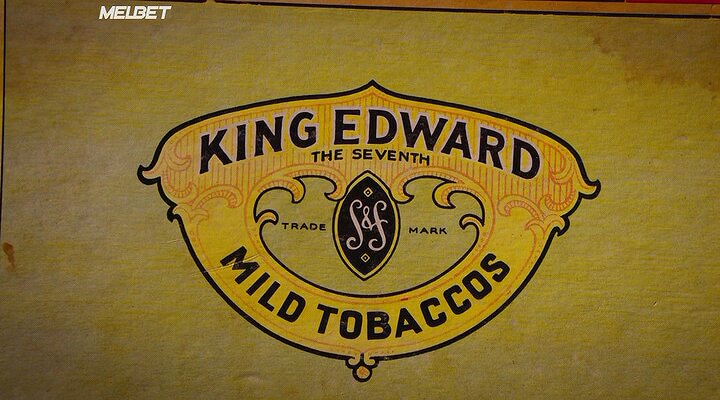 MELBET
KING EDWARD
THE SEVENTH
TRADE MARK
S&S
MILD TOBACCOS